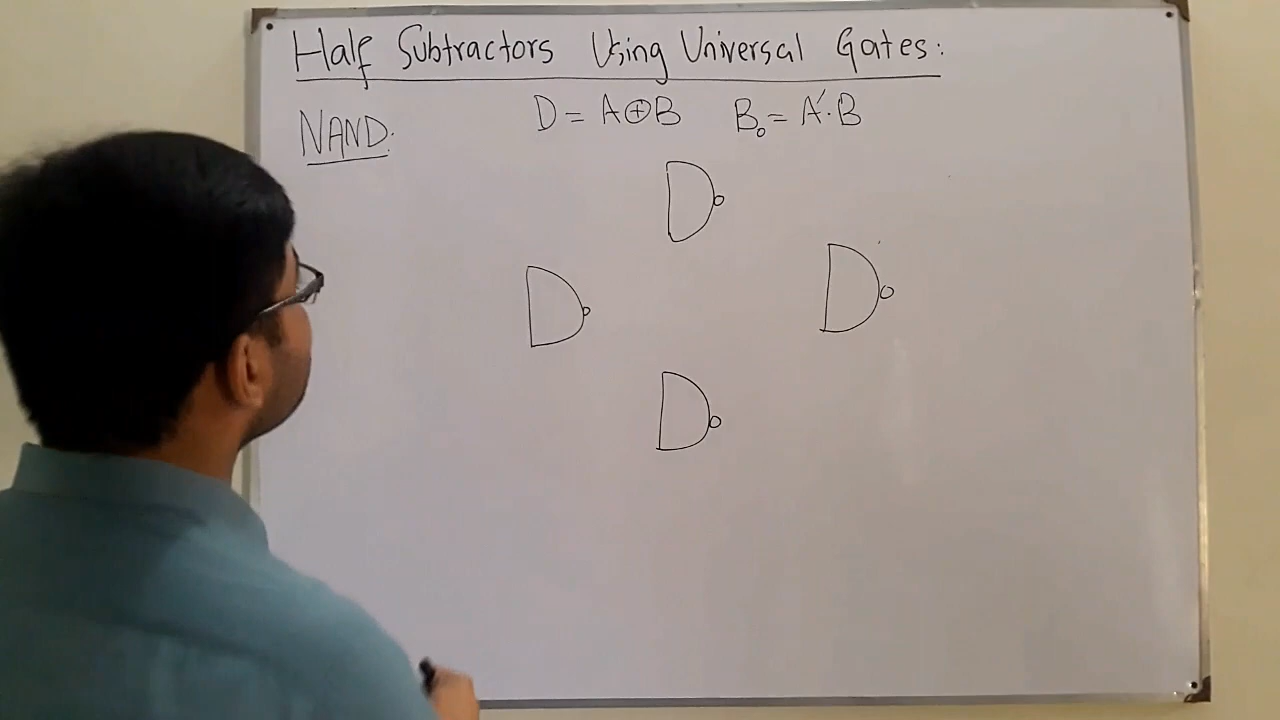 Half Subtractors Using Universal Gates:
NAND: D = A⊕B B₀ = A′·B